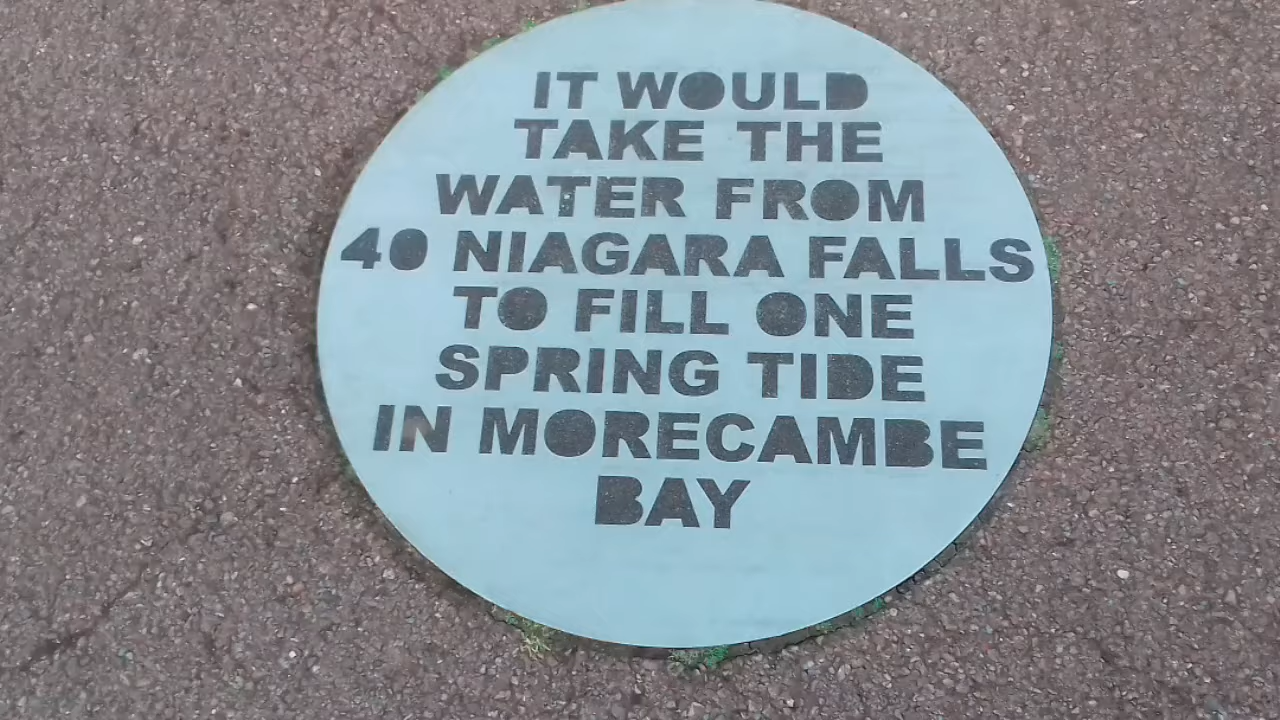 IT WOULD
TAKE THE
WATER FROM
40 NIAGARA FALLS
TO FILL ONE
SPRING TIDE
IN MORECAMBE
BAY